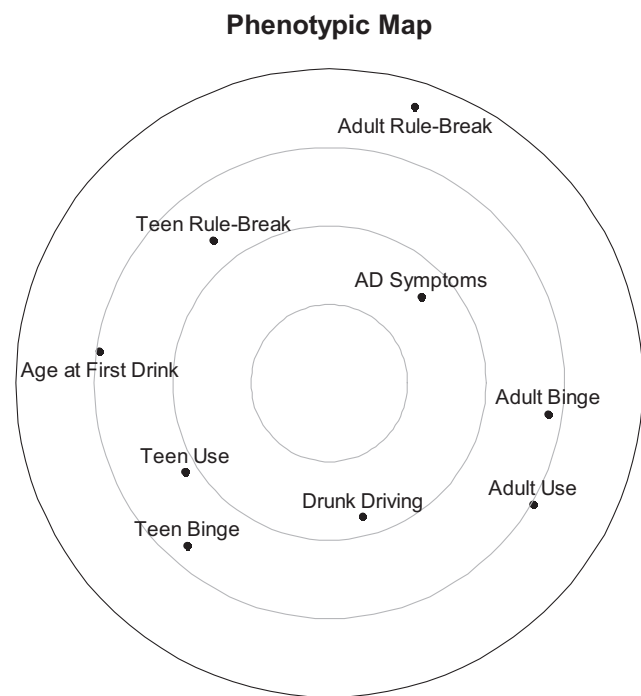 Phenotypic Map
Adult Rule-Break
Teen Rule-Break
AD Symptoms
Age at First Drink
Adult Binge
Teen Use
Adult Use
Drunk Driving
Teen Binge